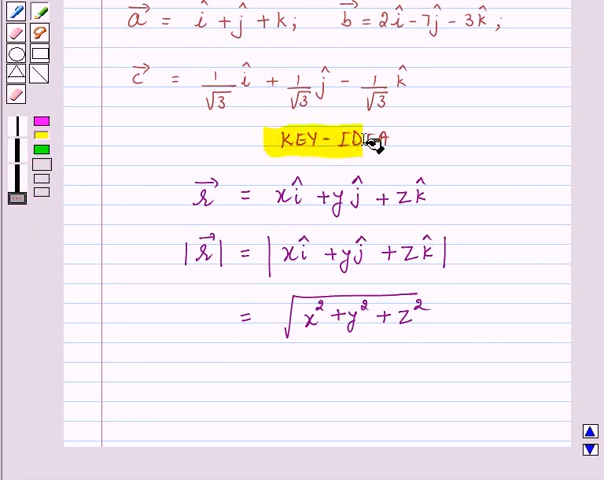 a⃗ = î + ĵ + k; b⃗ = 2î - 7ĵ - 3k̂;
c⃗ = 1/√3 î + 1/√3 ĵ - 1/√3 k̂
KEY - IDEA
r⃗ = xî + yĵ + zk̂
|r⃗| = |xî + yĵ + zk̂|
= √(x² + y² + z²)